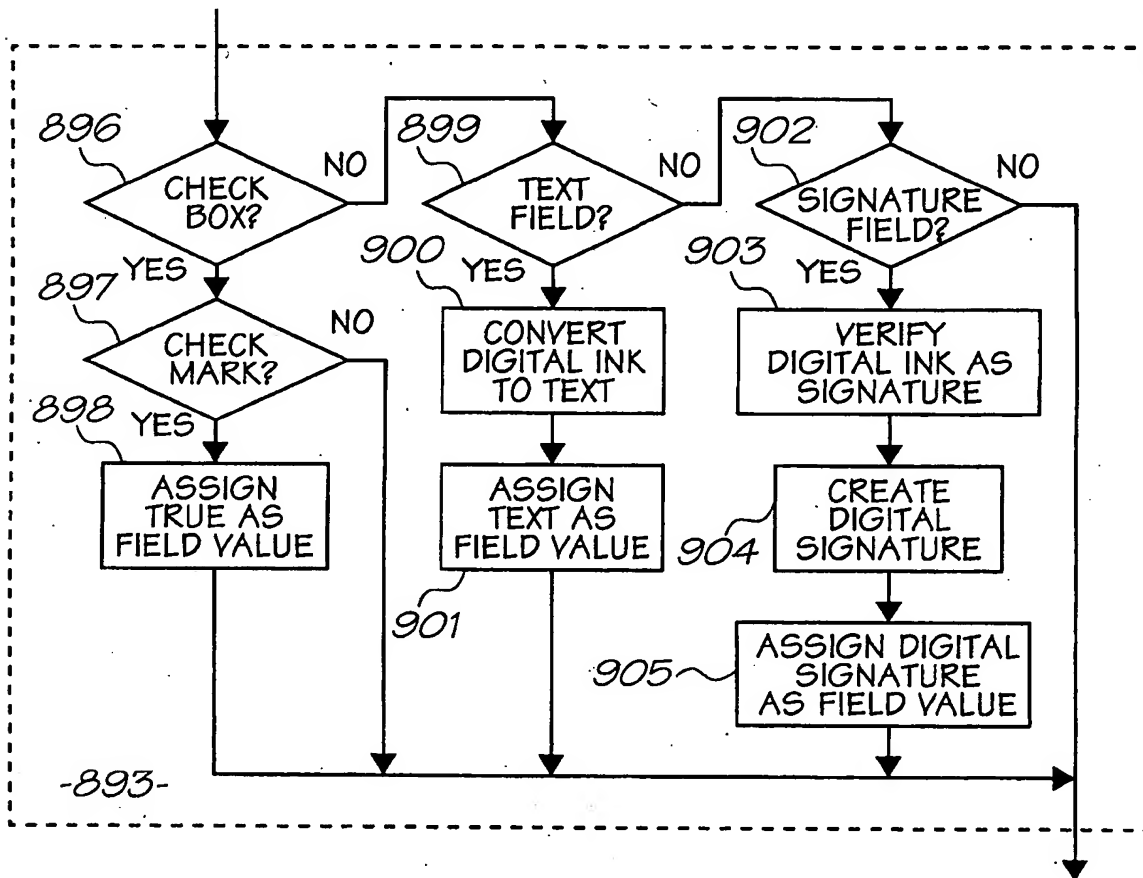 896
CHECK
BOX?
NO
YES
897
CHECK
MARK?
NO
898
YES
ASSIGN
TRUE AS
FIELD VALUE
899
TEXT
FIELD?
NO
900
YES
CONVERT
DIGITAL INK
TO TEXT
ASSIGN
TEXT AS
FIELD VALUE
901
902
SIGNATURE
FIELD?
NO
903
YES
VERIFY
DIGITAL INK AS
SIGNATURE
CREATE
DIGITAL
SIGNATURE
904
ASSIGN DIGITAL
SIGNATURE
AS FIELD VALUE
905
-893-